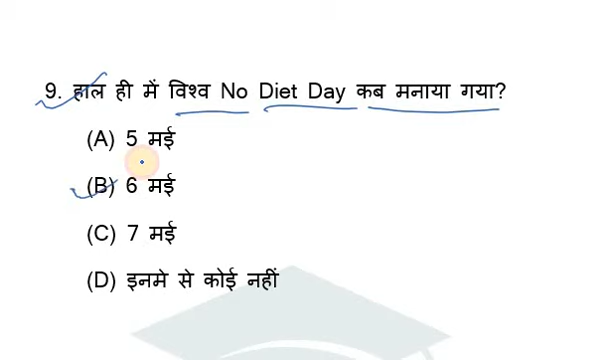 9. हाल ही में विश्व No Diet Day कब मनाया गया?
(A) 5 मई
(B) 6 मई
(C) 7 मई
(D) इनमे से कोई नहीं